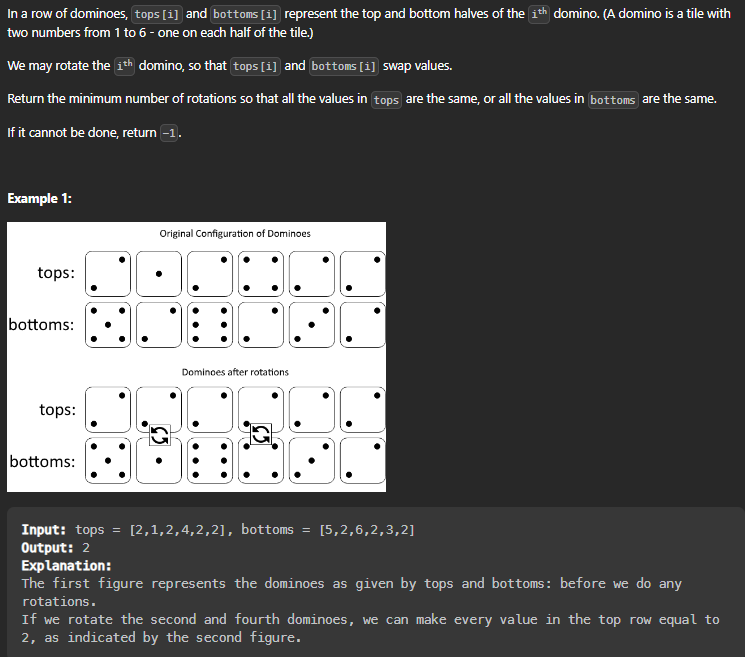 In a row of dominoes, tops[i] and bottoms[i] represent the top and bottom halves of the ith domino. (A domino is a tile with
two numbers from 1 to 6 - one on each half of the tile.)
We may rotate the ith domino, so that tops[i] and bottoms[i] swap values.
Return the minimum number of rotations so that all the values in tops are the same, or all the values in bottoms are the same.
If it cannot be done, return -1.
Example 1:
Original Configuration of Dominoes
tops:
bottoms:
Dominoes after rotations
tops:
bottoms:
Input: tops = [2,1,2,4,2,2], bottoms = [5,2,6,2,3,2]
Output: 2
Explanation:
The first figure represents the dominoes as given by tops and bottoms: before we do any
rotations.
If we rotate the second and fourth dominoes, we can make every value in the top row equal to
2, as indicated by the second figure.